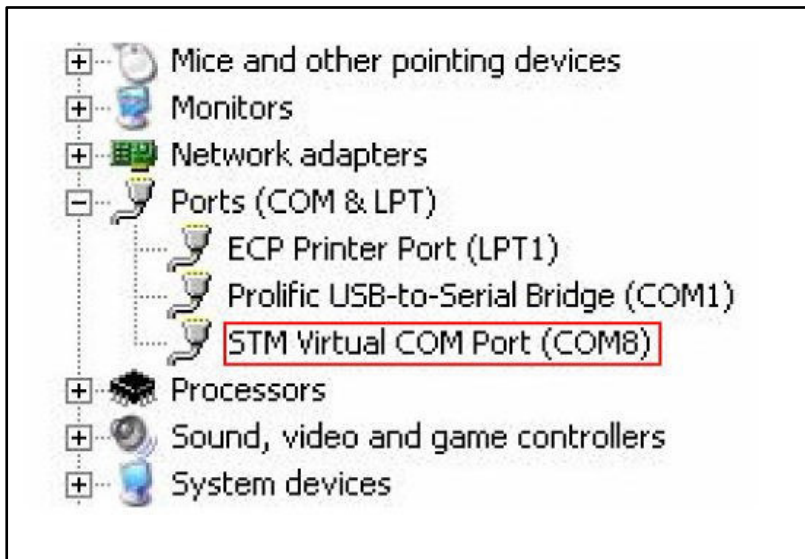 Mice and other pointing devices
Monitors
Network adapters
Ports (COM & LPT)
ECP Printer Port (LPT1)
Prolific USB-to-Serial Bridge (COM1)
STM Virtual COM Port (COM8)
Processors
Sound, video and game controllers
System devices